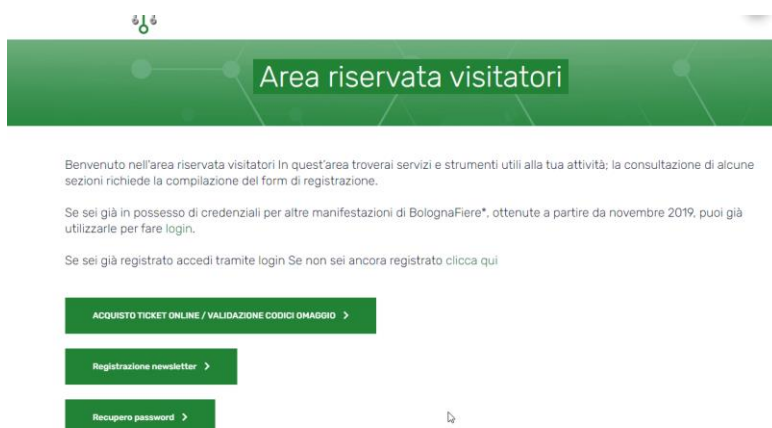 Area riservata visitatori
Benvenuto nell'area riservata visitatori In quest'area troverai servizi e strumenti utili alla tua attività; la consultazione di alcune
sezioni richiede la compilazione del form di registrazione.
Se sei già in possesso di credenziali per altre manifestazioni di BolognaFiere*, ottenute a partire da novembre 2019, puoi già
utilizzarle per fare login.
Se sei già registrato accedi tramite login Se non sei ancora registrato clicca qui
ACQUISTO TICKET ONLINE / VALIDAZIONE CODICI OMAGGIO >
Registrazione newsletter >
Recupero password >